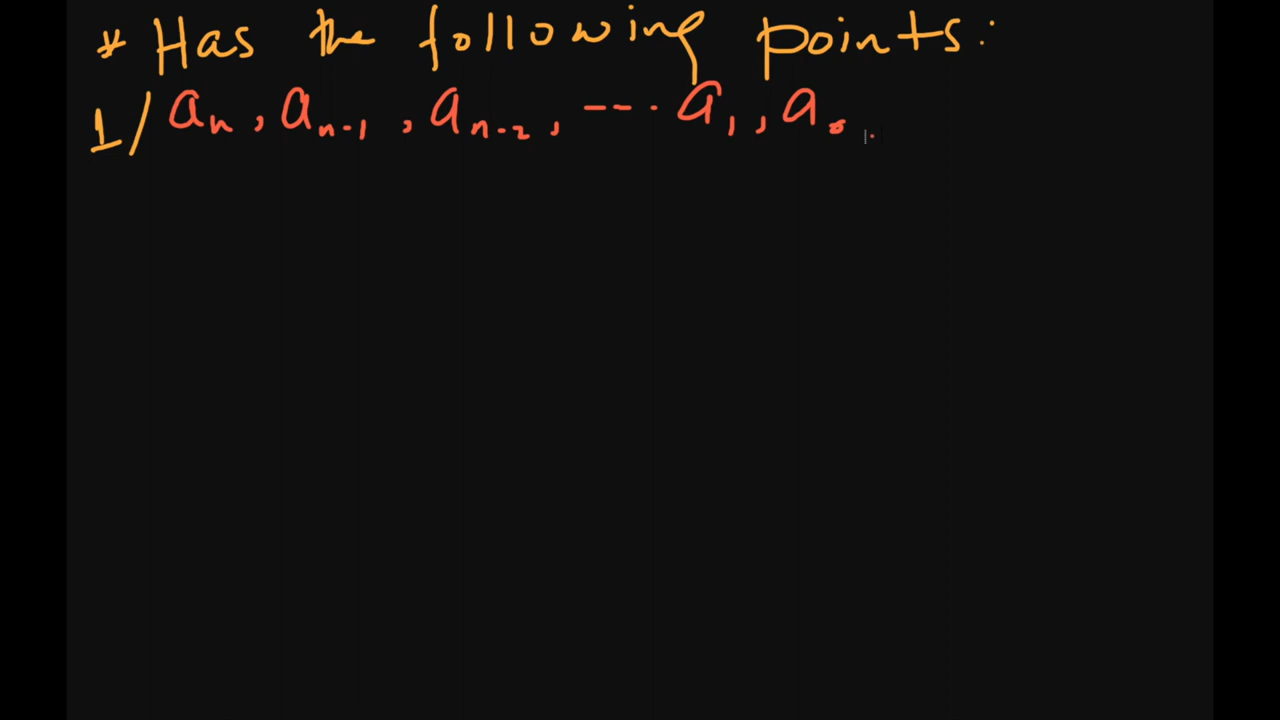 * Has the following points:
1/ aₙ, aₙ₋₁, aₙ₋₂, ---. a₁, a₀